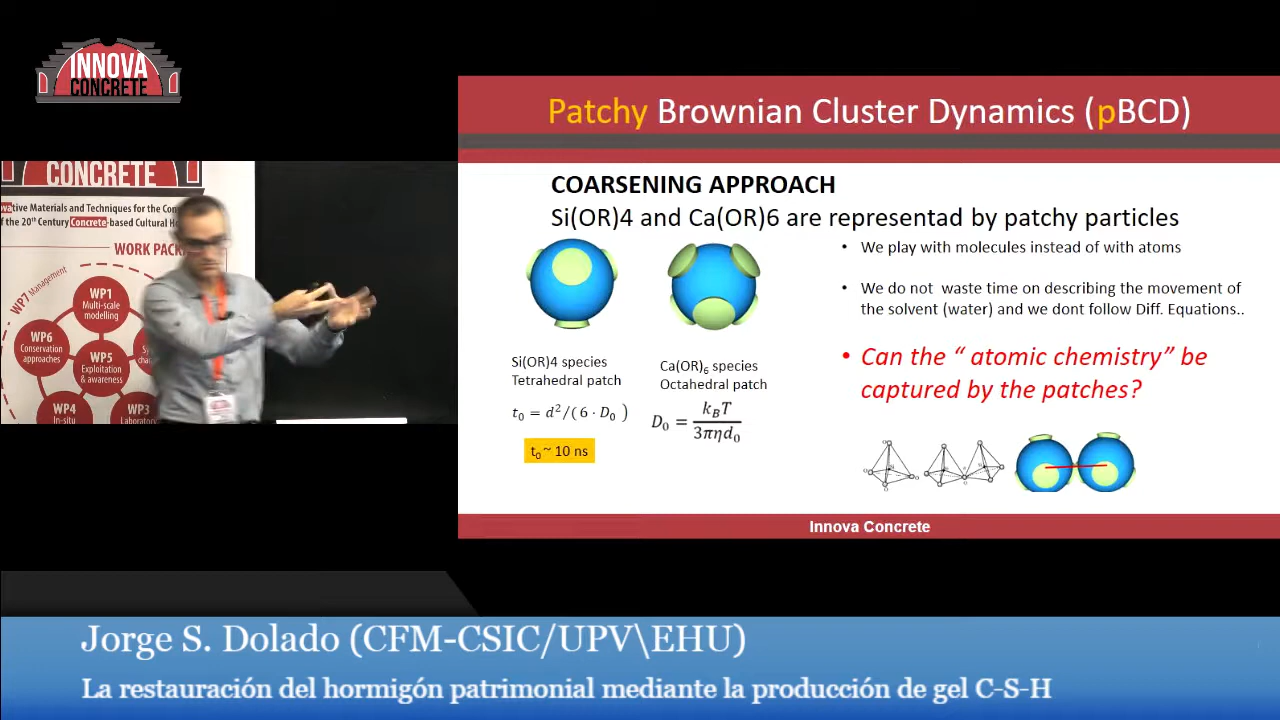 INNOVA
CONCRETE
CONCRETE
ative Materials and Techniques for the Con
of the 20th Century Concrete-based Cultural He
WORK PACK
WP7 Management
WP1
Multi-scale
modelling
WP6
Conservation
approaches
WP5
Exploitation
& awareness
WP4
In-situ
WP3
Laborator
Patchy Brownian Cluster Dynamics (pBCD)
COARSENING APPROACH
Si(OR)4 and Ca(OR)6 are representad by patchy particles
• We play with molecules instead of with atoms
• We do not waste time on describing the movement of
the solvent (water) and we dont follow Diff. Equations..
• Can the “ atomic chemistry” be
captured by the patches?
Si(OR)4 species
Tetrahedral patch
t₀ = d²/( 6 · D₀ )
t₀ ~ 10 ns
Ca(OR)₆ species
Octahedral patch
D₀ = k_BT / 3πηd₀
Innova Concrete
Jorge S. Dolado (CFM-CSIC/UPV\EHU)
La restauración del hormigón patrimonial mediante la producción de gel C-S-H